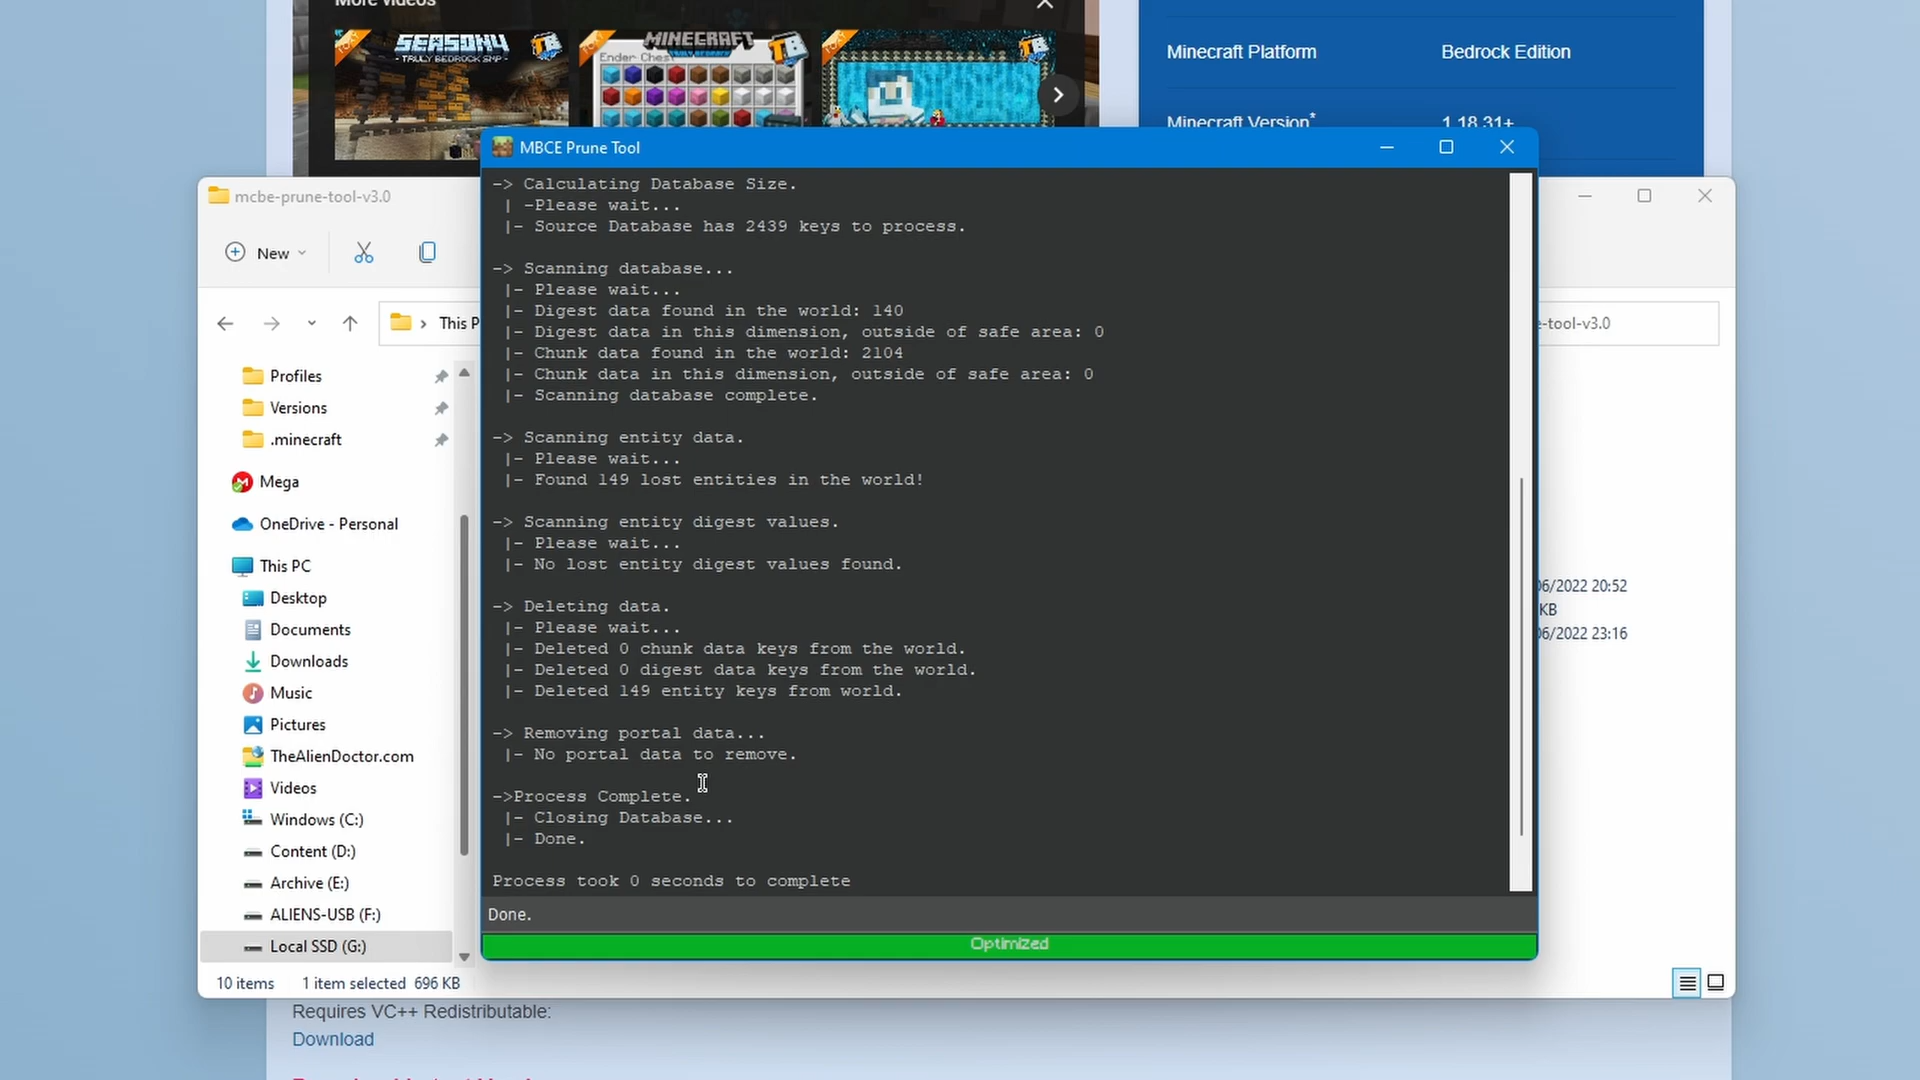 More videos
TOXY
SEASON4
TRULY BEDROCK SMP
TB
TOXY
MINECRAFT
TB
Ender Chest
TOXY
TB
Minecraft Platform
Bedrock Edition
Minecraft Version*
1.18.31+
MBCE Prune Tool
mcbe-prune-tool-v3.0
New
This P
e-tool-v3.0
Profiles
Versions
.minecraft
Mega
OneDrive - Personal
This PC
Desktop
Documents
Downloads
Music
Pictures
TheAlienDoctor.com
Videos
Windows (C:)
Content (D:)
Archive (E:)
ALIENS-USB (F:)
Local SSD (G:)
-> Calculating Database Size.
| -Please wait...
|- Source Database has 2439 keys to process.
-> Scanning database...
|- Please wait...
|- Digest data found in the world: 140
|- Digest data in this dimension, outside of safe area: 0
|- Chunk data found in the world: 2104
|- Chunk data in this dimension, outside of safe area: 0
|- Scanning database complete.
-> Scanning entity data.
|- Please wait...
|- Found 149 lost entities in the world!
-> Scanning entity digest values.
|- Please wait...
|- No lost entity digest values found.
-> Deleting data.
|- Please wait...
|- Deleted 0 chunk data keys from the world.
|- Deleted 0 digest data keys from the world.
|- Deleted 149 entity keys from world.
-> Removing portal data...
|- No portal data to remove.
->Process Complete.
|- Closing Database...
|- Done.
Process took 0 seconds to complete
Done.
Optimized
06/2022 20:52
KB
06/2022 23:16
10 items
1 item selected 696 KB
Requires VC++ Redistributable:
Download